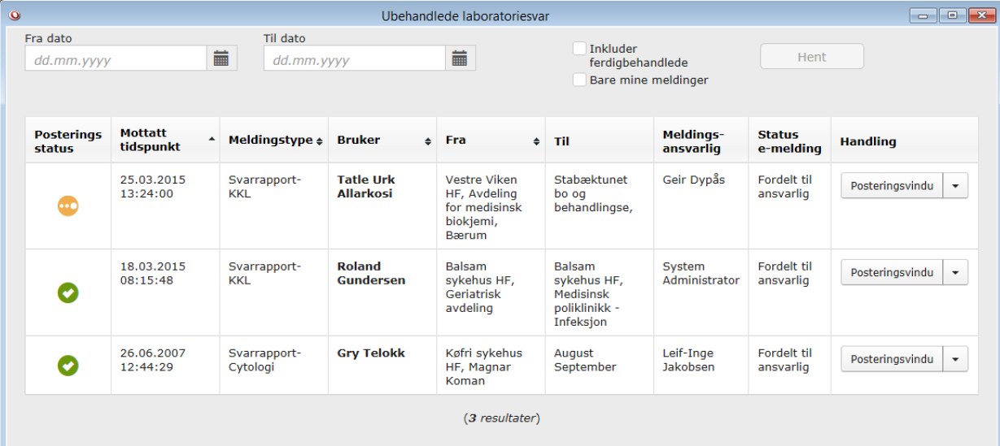 Ubehandlede laboratoriesvar
Fra dato
Til dato
dd.mm.yyyy
dd.mm.yyyy
Inkluder
ferdigbehandlede
Bare mine meldinger
Hent
Posterings
status
Mottatt
tidspunkt
Meldingstype
Bruker
Fra
Til
Meldings-
ansvarlig
Status
e-melding
Handling
25.03.2015
13:24:00
Svarrapport-
KKL
Tatle Urk
Allarkosi
Vestre Viken
HF, Avdeling
for medisinsk
biokjemi,
Bærum
Stabæktunet
bo og
behandlingse,
Geir Dypås
Fordelt til
ansvarlig
Posteringsvindu
18.03.2015
08:15:48
Svarrapport-
KKL
Roland
Gundersen
Balsam
sykehus HF,
Geriatrisk
avdeling
Balsam
sykehus HF,
Medisinsk
poliklinikk -
Infeksjon
System
Administrator
Fordelt til
ansvarlig
Posteringsvindu
26.06.2007
12:44:29
Svarrapport-
Cytologi
Gry Telokk
Køfri sykehus
HF, Magnar
Koman
August
September
Leif-Inge
Jakobsen
Fordelt til
ansvarlig
Posteringsvindu
(3 resultater)